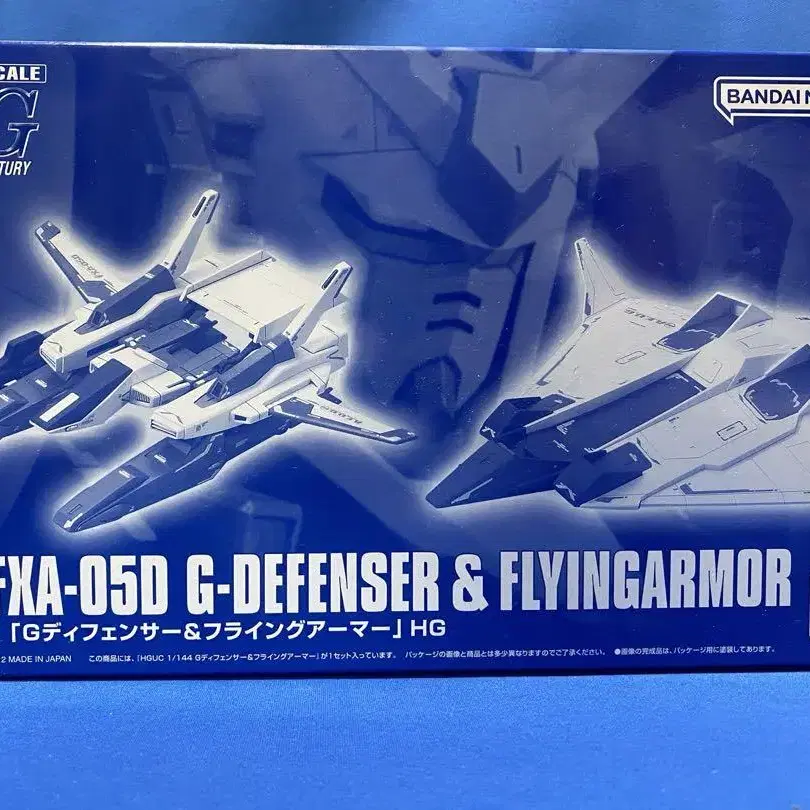 CALE
G
TURY
BANDAI N
FXA-05D
A.E.U.G
A.E.U.G
FXA-05D G-DEFENSER & FLYINGARMOR
「Gディフェンサー&フライングアーマー」HG
2 MADE IN JAPAN この商品には、「HGUC 1/144 Gディフェンサー&フライングアーマー」が1セット入っています。 パッケージの画像と商品とは多少異なりますのでご了承ください。 ●画像の完成品は、パッケージ用に塗装してあります。